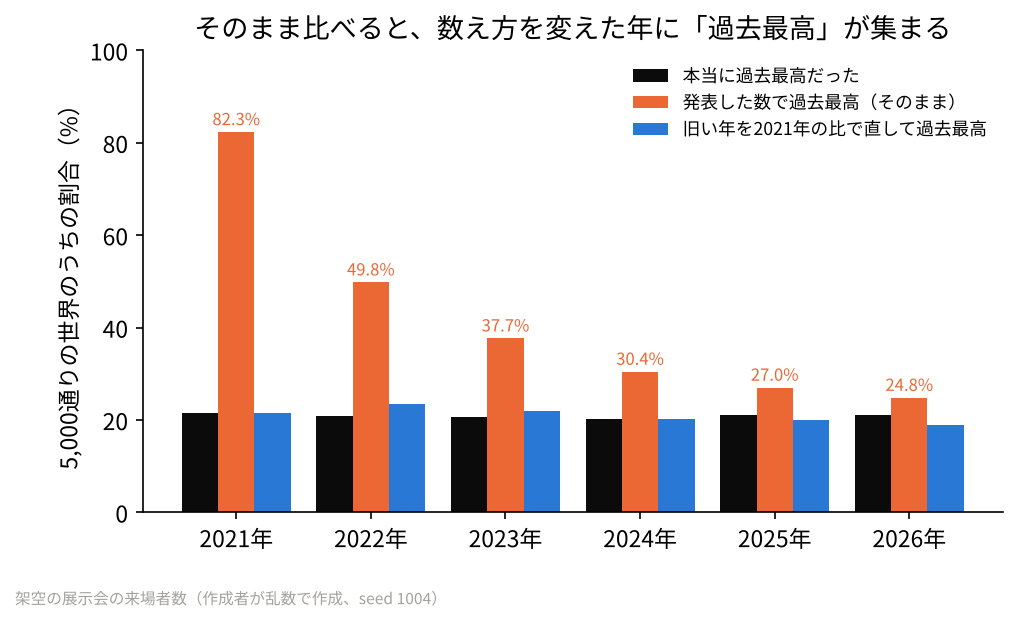 そのまま比べると、数え方を変えた年に「過去最高」が集まる
5,000通りの世界のうちの割合（%）
100
80
60
40
20
0
本当に過去最高だった
発表した数で過去最高（そのまま）
旧い年を2021年の比で直して過去最高
82.3%
49.8%
37.7%
30.4%
27.0%
24.8%
2021年
2022年
2023年
2024年
2025年
2026年
架空の展示会の来場者数（作成者が乱数で作成、seed 1004）